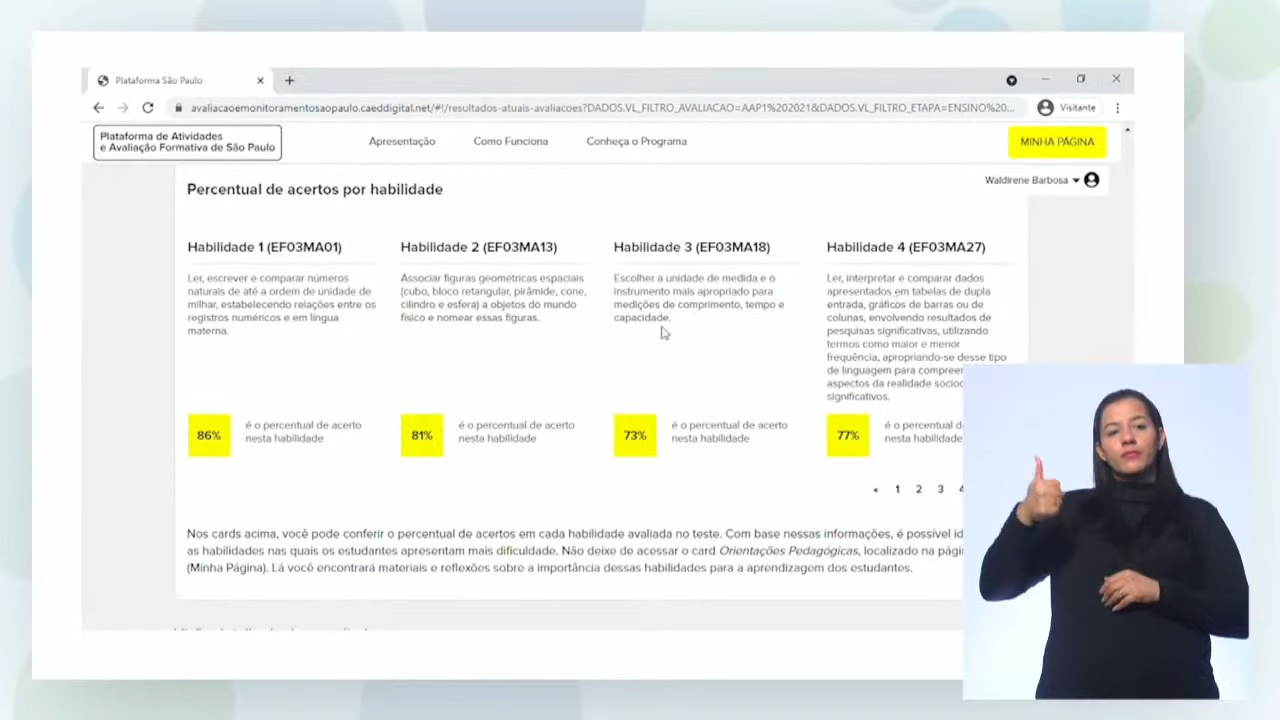 Plataforma São Paulo
avaliacaoemonitoramentosaopaulo.caeddigital.net/#!/resultados-atuais-avaliacoes?DADOS.VL_FILTRO_AVALIACAO=AAP1%202021&DADOS.VL_FILTRO_ETAPA=ENSINO%20...
Visitante
Plataforma de Atividades
e Avaliação Formativa de São Paulo
Apresentação
Como Funciona
Conheça o Programa
MINHA PÁGINA
Waldirene Barbosa
Percentual de acertos por habilidade
Habilidade 1 (EF03MA01)
Ler, escrever e comparar números
naturais de até a ordem de unidade de
milhar, estabelecendo relações entre os
registros numéricos e em língua
materna.
86%
é o percentual de acerto
nesta habilidade
Habilidade 2 (EF03MA13)
Associar figuras geométricas espaciais
(cubo, bloco retangular, pirâmide, cone,
cilindro e esfera) a objetos do mundo
físico e nomear essas figuras.
81%
é o percentual de acerto
nesta habilidade
Habilidade 3 (EF03MA18)
Escolher a unidade de medida e o
instrumento mais apropriado para
medições de comprimento, tempo e
capacidade.
73%
é o percentual de acerto
nesta habilidade
Habilidade 4 (EF03MA27)
Ler, interpretar e comparar dados
apresentados em tabelas de dupla
entrada, gráficos de barras ou de
colunas, envolvendo resultados de
pesquisas significativas, utilizando
termos como maior e menor
frequência, apropriando-se desse tipo
de linguagem para
aspectos da realidade
significativos.
77%
é o percentual
nesta habilidade
« 1 2 3
Nos cards acima, você pode conferir o percentual de acertos em cada habilidade avaliada no teste. Com base nessas informações, é possível
as habilidades nas quais os estudantes apresentam mais dificuldade. Não deixe de acessar o card Orientações Pedagógicas, localizado na
(Minha Página). Lá você encontrará materiais e reflexões sobre a importância dessas habilidades para a aprendizagem dos estudantes.